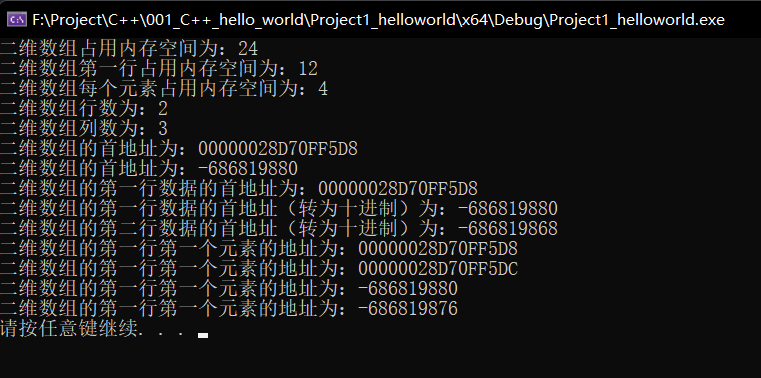 F:\Project\C++\001_C++_hello_world\Project1_helloworld\x64\Debug\Project1_helloworld.exe
二维数组占用内存空间为：24
二维数组第一行占用内存空间为：12
二维数组每个元素占用内存空间为：4
二维数组行数为：2
二维数组列数为：3
二维数组的首地址为：00000028D70FF5D8
二维数组的首地址为：-686819880
二维数组的第一行数据的首地址为：00000028D70FF5D8
二维数组的第一行数据的首地址（转为十进制）为：-686819880
二维数组的第二行数据的首地址（转为十进制）为：-686819868
二维数组的第一行第一个元素的地址为：00000028D70FF5D8
二维数组的第一行第一个元素的地址为：00000028D70FF5DC
二维数组的第一行第一个元素的地址为：-686819880
二维数组的第一行第一个元素的地址为：-686819876
请按任意键继续. . .